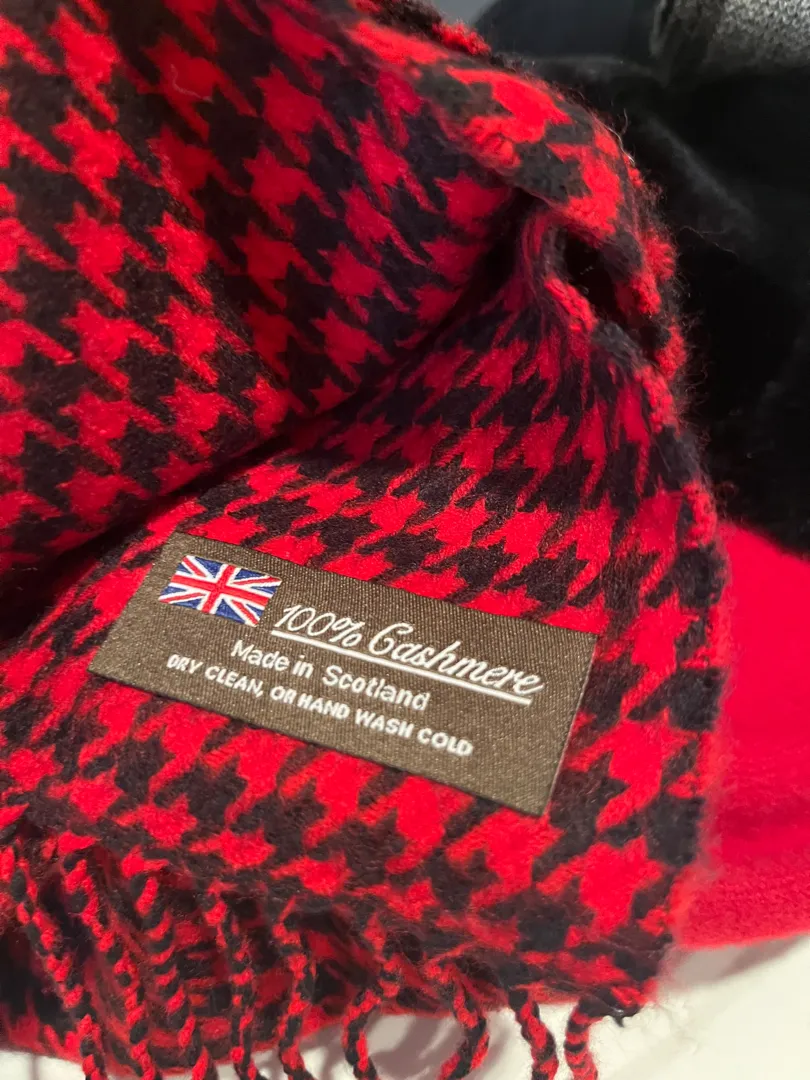 100% Cashmere
Made in Scotland
DRY CLEAN, OR HAND WASH COLD